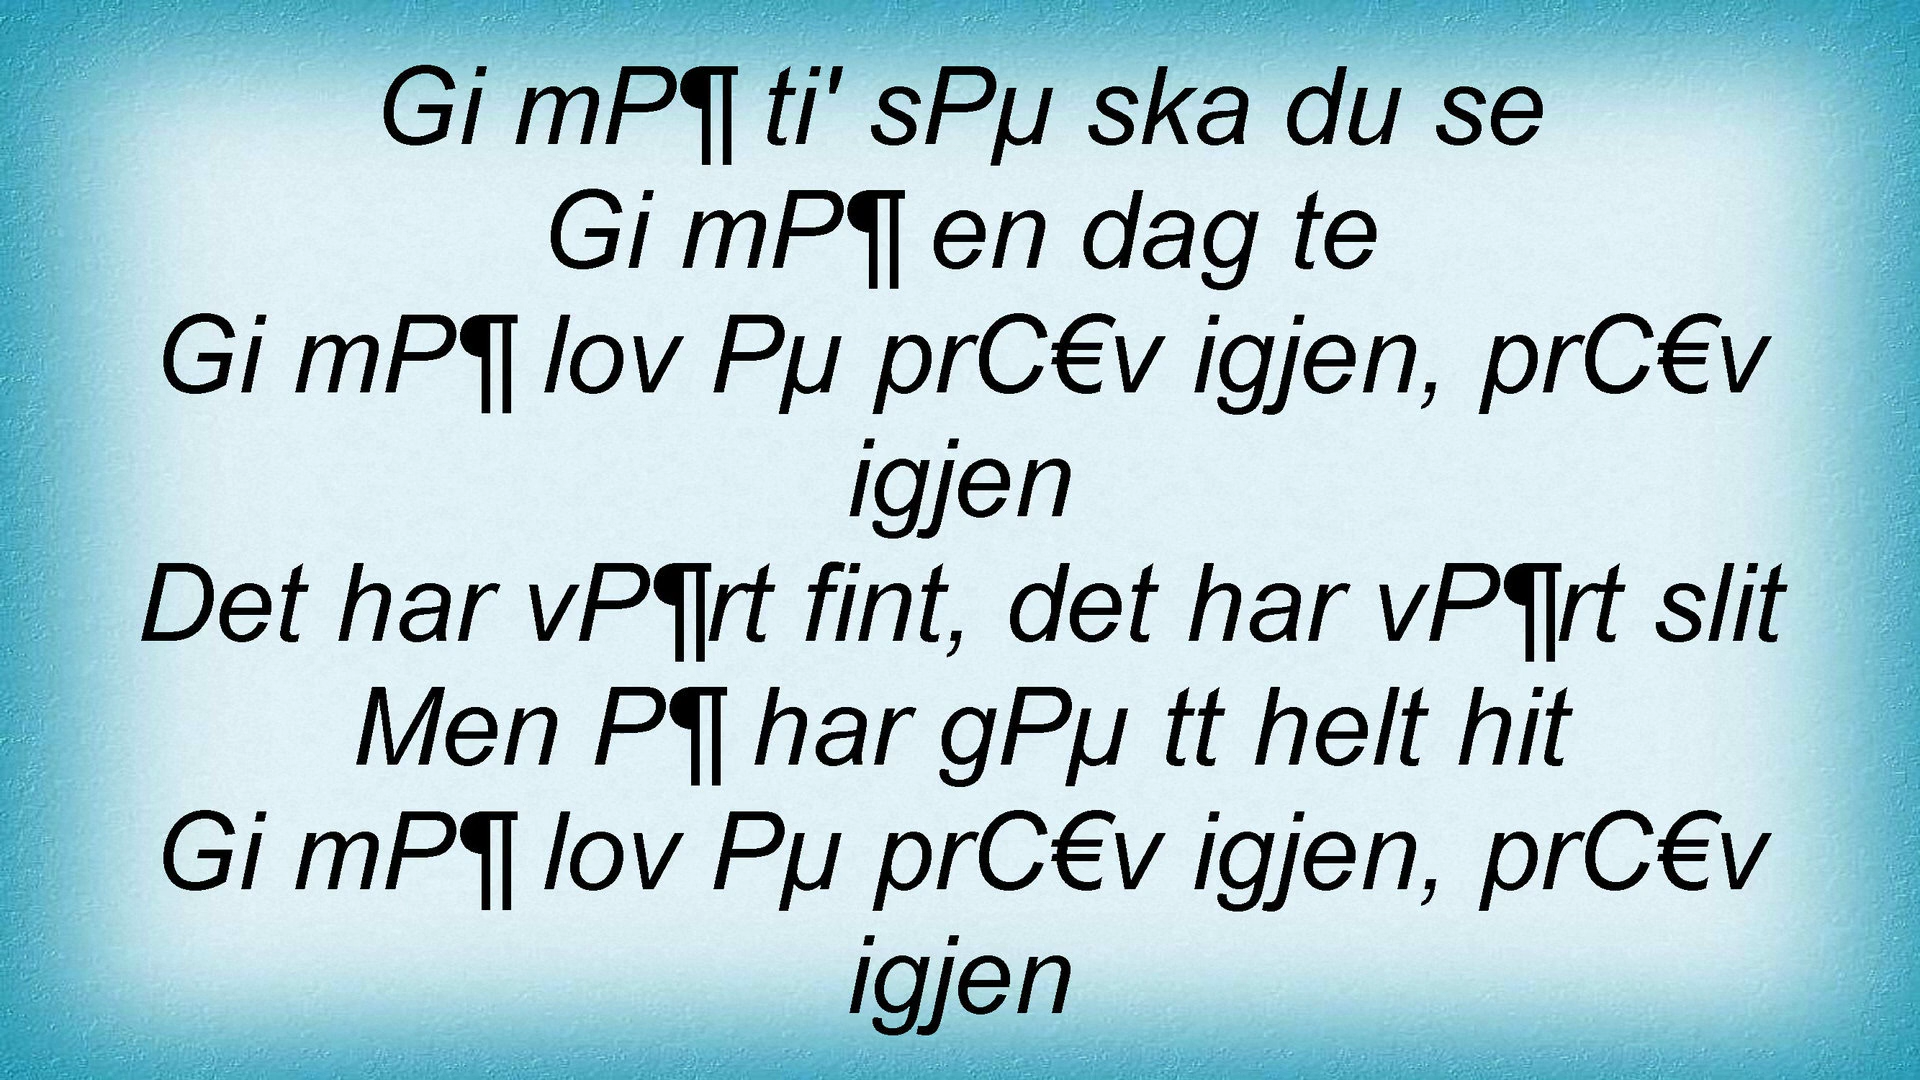 Gi mP¶ ti' sPµ ska du se
Gi mP¶ en dag te
Gi mP¶ lov Pµ prC€v igjen, prC€v
igjen
Det har vP¶rt fint, det har vP¶rt slit
Men P¶ har gPµ tt helt hit
Gi mP¶ lov Pµ prC€v igjen, prC€v
igjen